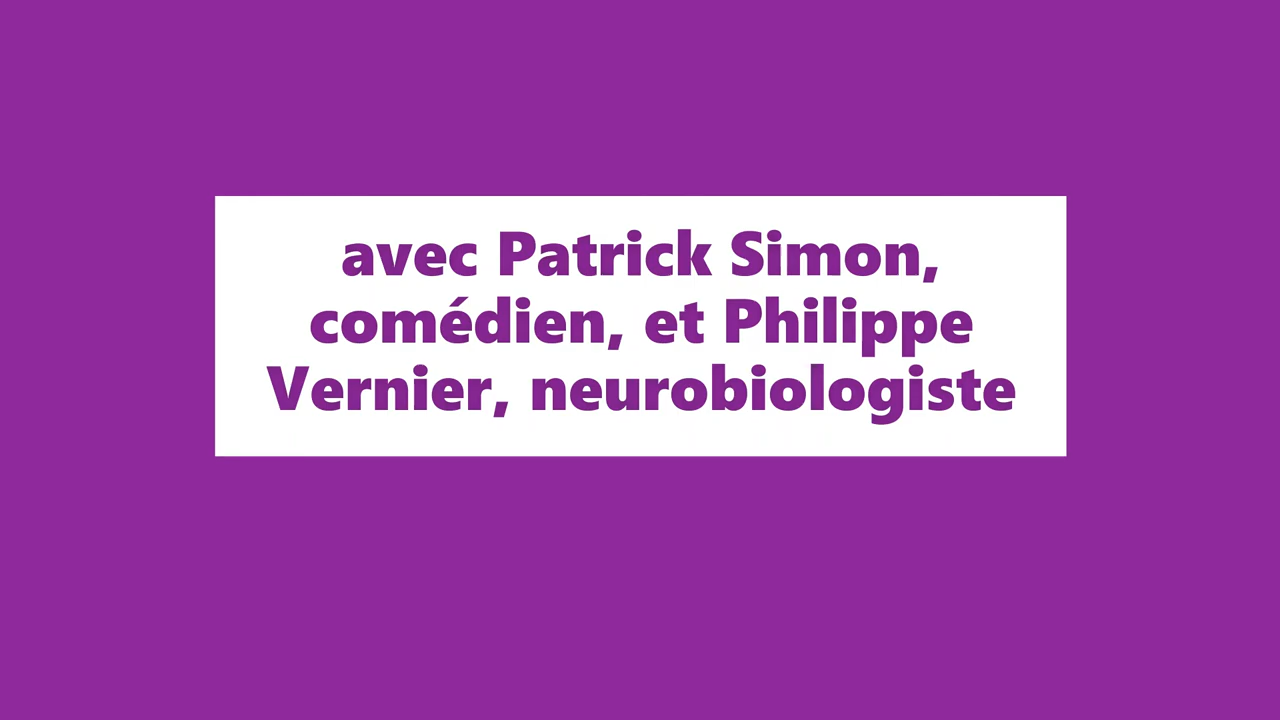 avec Patrick Simon,
comédien, et Philippe
Vernier, neurobiologiste